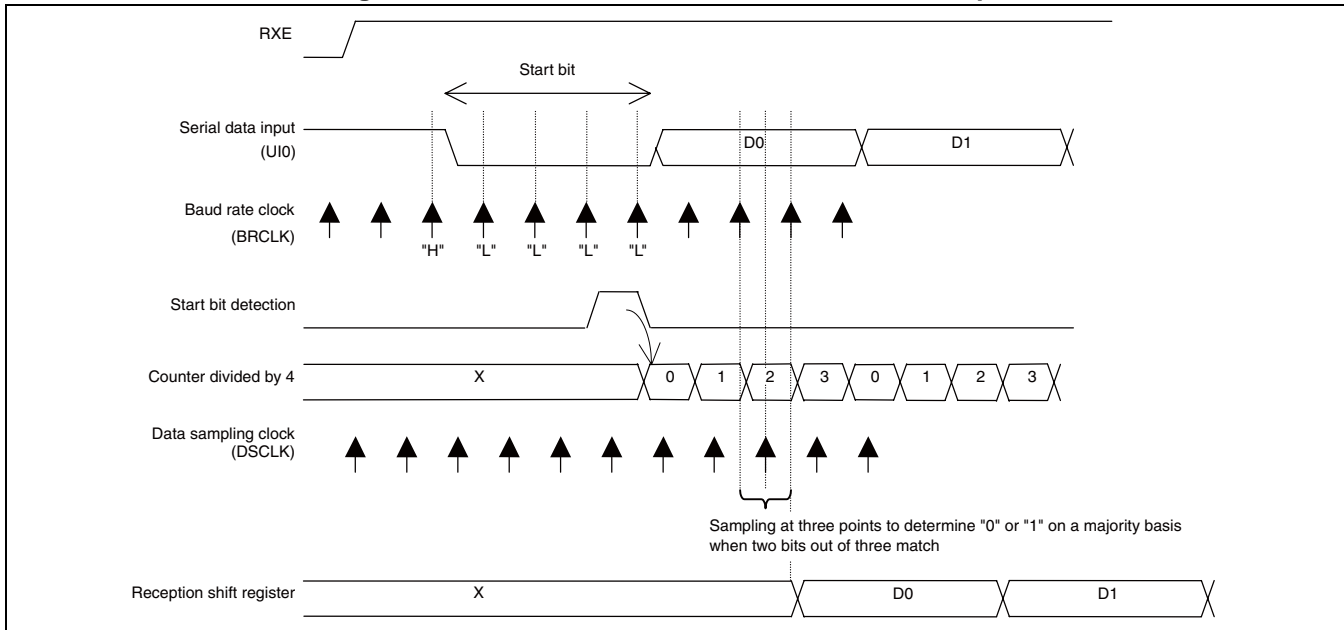 RXE
Start bit
Serial data input
(UI0)
D0 D1
Baud rate clock
(BRCLK)
"H" "L" "L" "L" "L"
Start bit detection
Counter divided by 4
X 0 1 2 3 0 1 2 3
Data sampling clock
(DSCLK)
Sampling at three points to determine "0" or "1" on a majority basis
when two bits out of three match
Reception shift register
X D0 D1